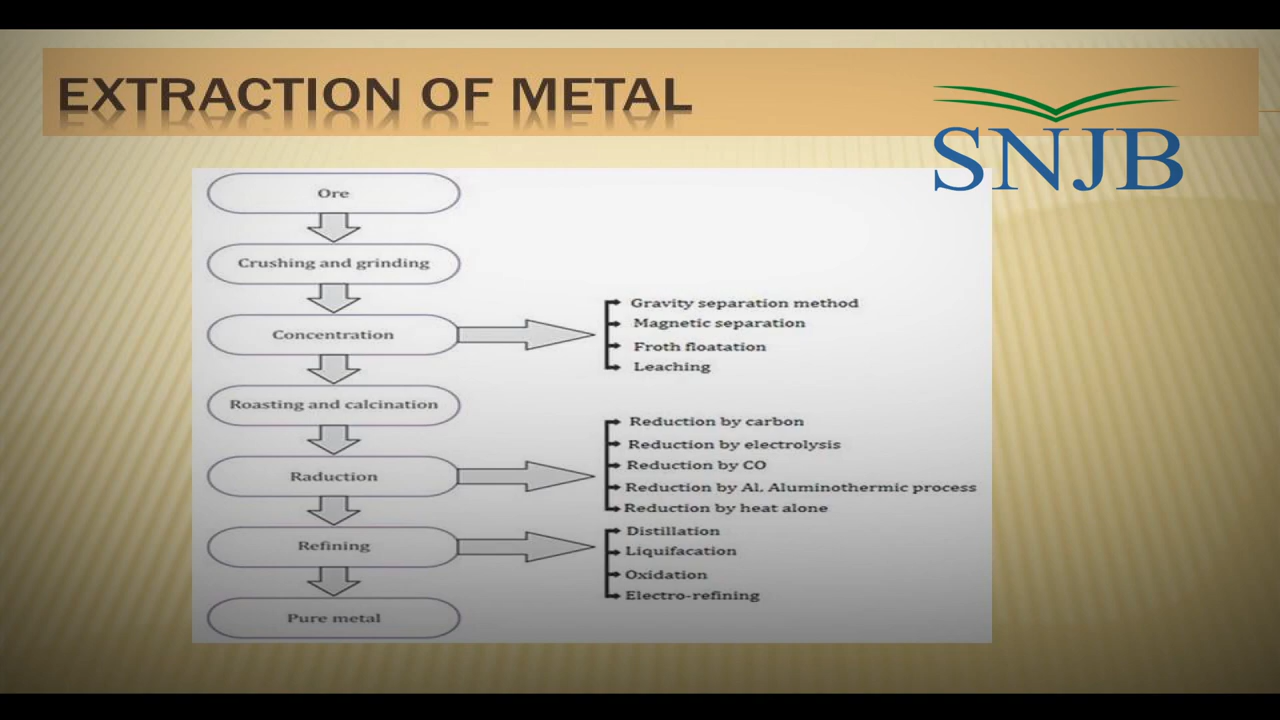 EXTRACTION OF METAL
SNJB
Ore
Crushing and grinding
Concentration
Gravity separation method
Magnetic separation
Froth floatation
Leaching
Roasting and calcination
Raduction
Reduction by carbon
Reduction by electrolysis
Reduction by CO
Reduction by Al, Aluminothermic process
Reduction by heat alone
Refining
Distillation
Liquifacation
Oxidation
Electro-refining
Pure metal